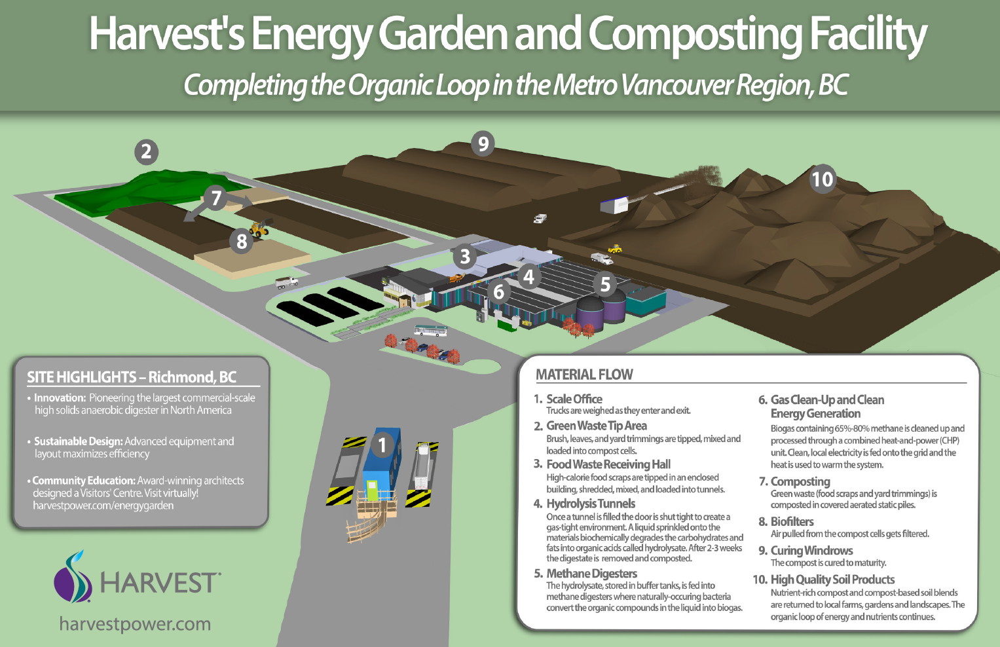 Harvest's Energy Garden and Composting Facility
Completing the Organic Loop in the Metro Vancouver Region, BC
2
9
10
7
8
3
4
5
6
1
SITE HIGHLIGHTS – Richmond, BC
• Innovation: Pioneering the largest commercial-scale
high solids anaerobic digester in North America
• Sustainable Design: Advanced equipment and
layout maximizes efficiency
• Community Education: Award-winning architects
designed a Visitors' Centre. Visit virtually!
harvestpower.com/energygarden
HARVEST
harvestpower.com
MATERIAL FLOW
1. Scale Office
Trucks are weighed as they enter and exit.
2. Green Waste Tip Area
Brush, leaves, and yard trimmings are tipped, mixed and
loaded into compost cells.
3. Food Waste Receiving Hall
High-calorie food scraps are tipped in an enclosed
building, shredded, mixed, and loaded into tunnels.
4. Hydrolysis Tunnels
Once a tunnel is filled the door is shut tight to create a
gas-tight environment. A liquid sprinkled onto the
materials biochemically degrades the carbohydrates and
fats into organic acids called hydrolysate. After 2-3 weeks
the digestate is removed and composted.
5. Methane Digesters
The hydrolysate, stored in buffer tanks, is fed into
methane digesters where naturally-occuring bacteria
convert the organic compounds in the liquid into biogas.
6. Gas Clean-Up and Clean
Energy Generation
Biogas containing 65%-80% methane is cleaned up and
processed through a combined heat-and-power (CHP)
unit. Clean, local electricity is fed onto the grid and the
heat is used to warm the system.
7. Composting
Green waste (food scraps and yard trimmings) is
composted in covered aerated static piles.
8. Biofilters
Air pulled from the compost cells gets filtered.
9. Curing Windrows
The compost is cured to maturity.
10. High Quality Soil Products
Nutrient-rich compost and compost-based soil blends
are returned to local farms, gardens and landscapes. The
organic loop of energy and nutrients continues.